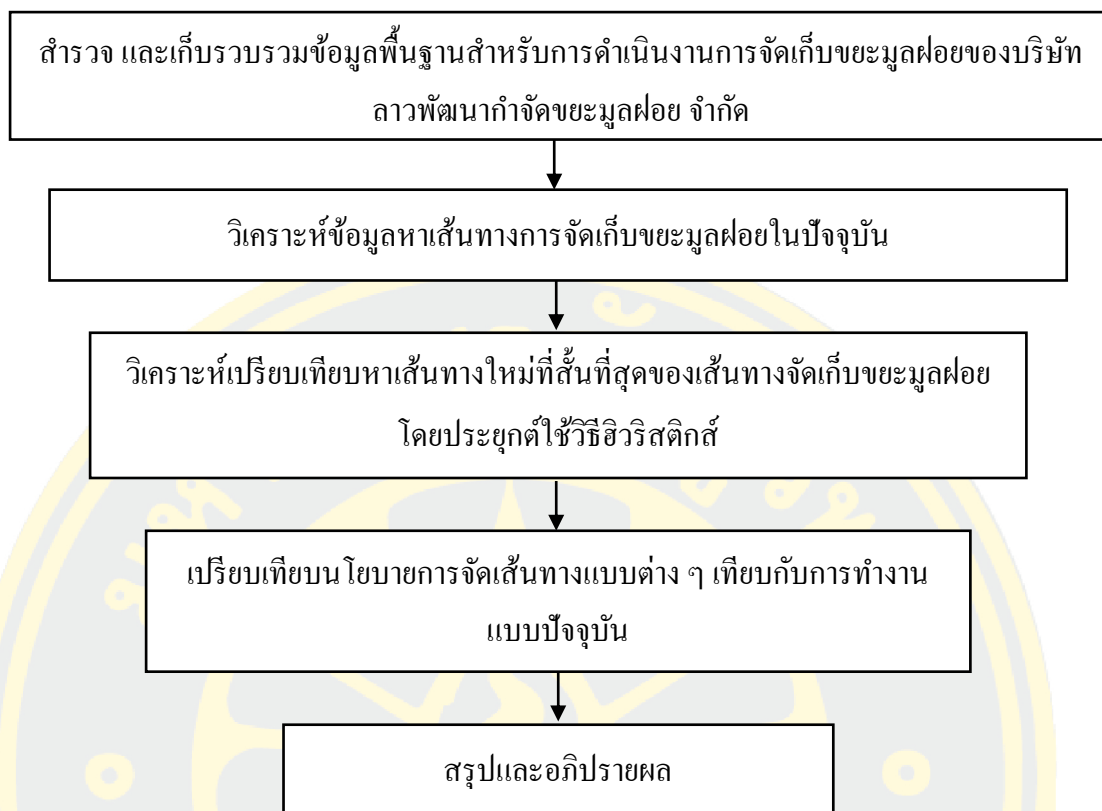 สำรวจ และเก็บรวบรวมข้อมูลพื้นฐานสำหรับการดำเนินงานการจัดเก็บขยะมูลฝอยของบริษัท
ลาวพัฒนากำจัดขยะมูลฝอย จำกัด
วิเคราะห์ข้อมูลหาเส้นทางการจัดเก็บขยะมูลฝอยในปัจจุบัน
วิเคราะห์เปรียบเทียบหาเส้นทางใหม่ที่สั้นที่สุดของเส้นทางจัดเก็บขยะมูลฝอย
โดยประยุกต์ใช้วิธีฮิวริสติกส์
เปรียบเทียบนโยบายการจัดเส้นทางแบบต่าง ๆ เทียบกับการทำงาน
แบบปัจจุบัน
สรุปและอภิปรายผล